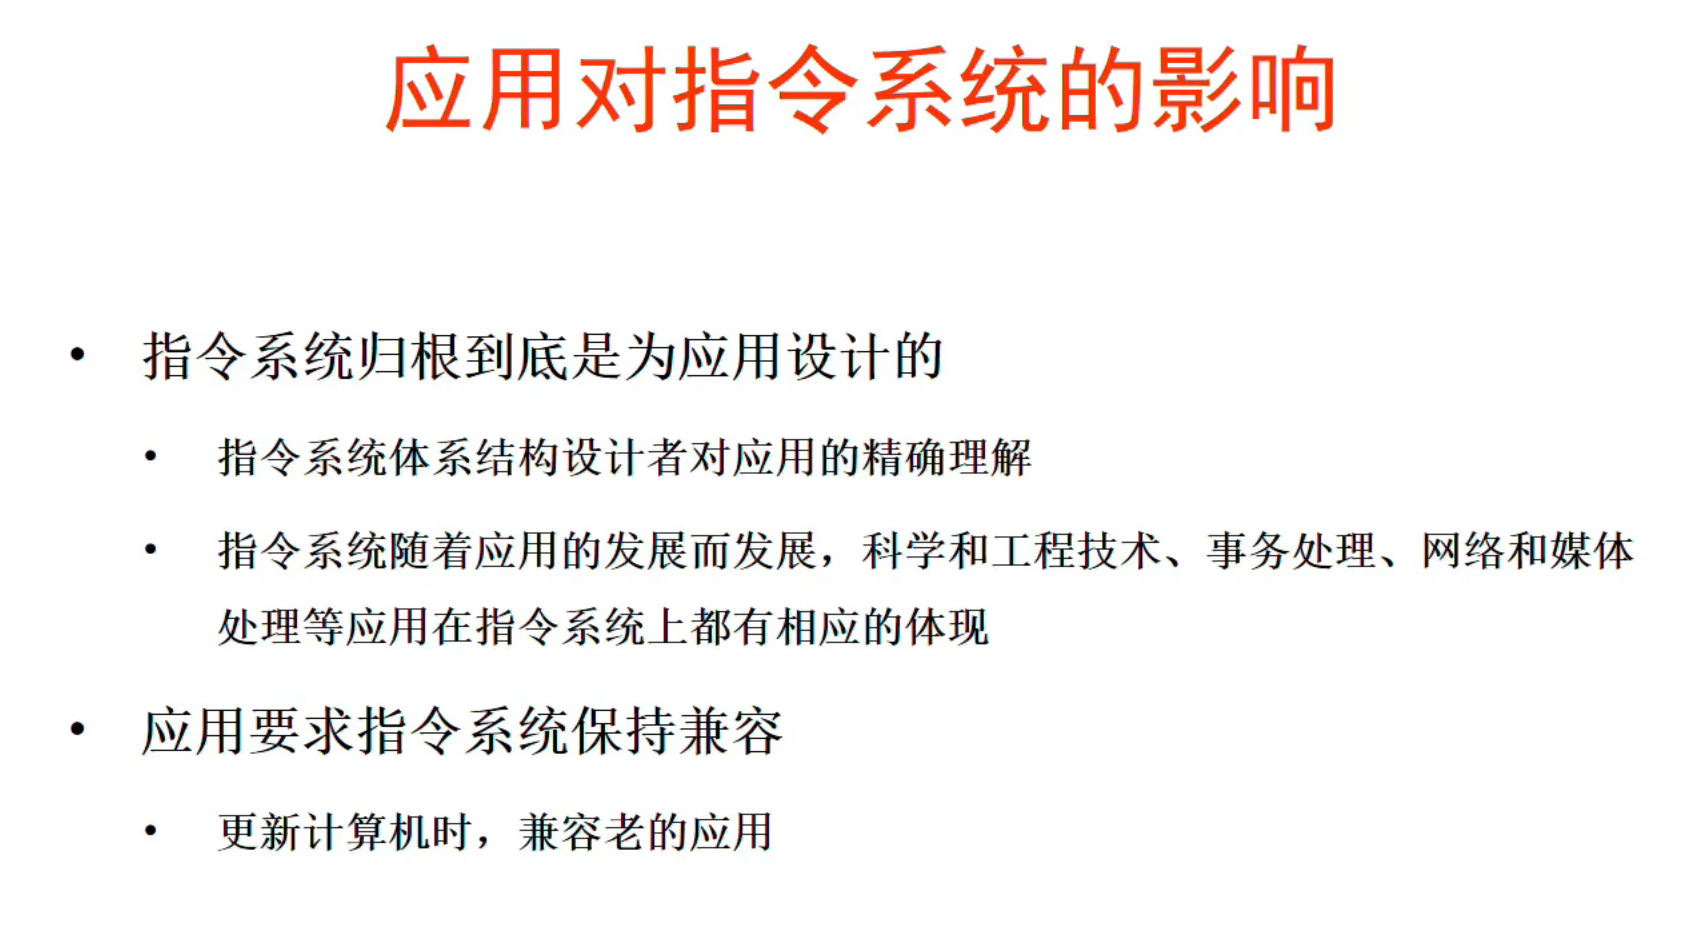 应用对指令系统的影响
• 指令系统归根到底是为应用设计的
• 指令系统体系结构设计者对应用的精确理解
• 指令系统随着应用的发展而发展，科学和工程技术、事务处理、网络和媒体
处理等应用在指令系统上都有相应的体现
• 应用要求指令系统保持兼容
• 更新计算机时，兼容老的应用